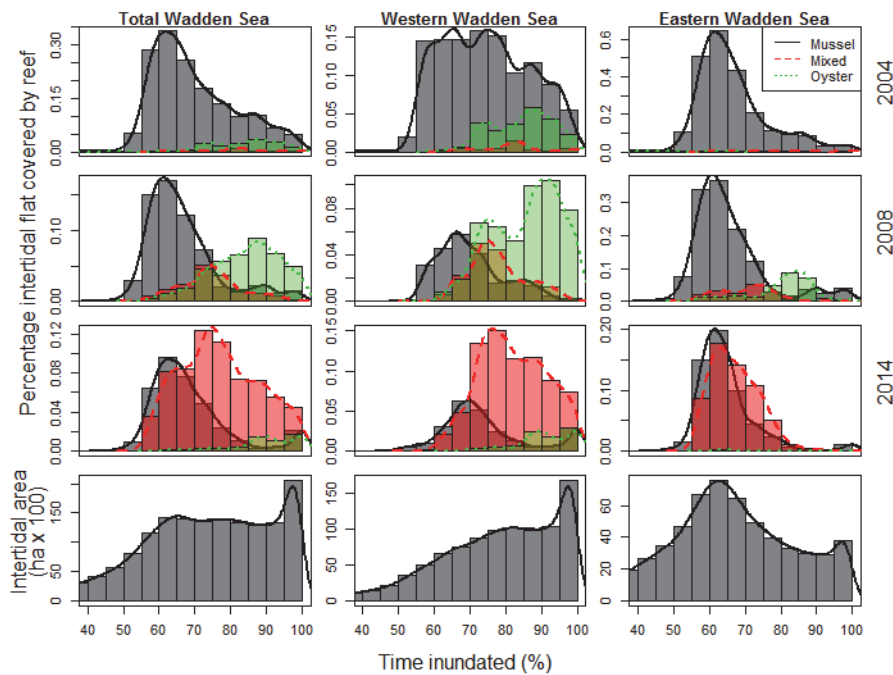 Total Wadden Sea Western Wadden Sea Eastern Wadden Sea
Percentage intertidal flat covered by reef
0.00 0.15 0.30
0.00 0.05 0.10 0.15
0.0 0.2 0.4 0.6
Mussel
Mixed
Oyster
2004
0.00 0.10
0.00 0.04 0.08
0.0 0.1 0.2 0.3
2008
0.00 0.04 0.08 0.12
0.00 0.05 0.10 0.15
0.00 0.10 0.20
2014
Intertidal area
(ha x 100)
0 50 150
0 50 100 150
0 20 40 60
40 50 60 70 80 90 100
40 50 60 70 80 90 100
40 50 60 70 80 90 100
Time inundated (%)